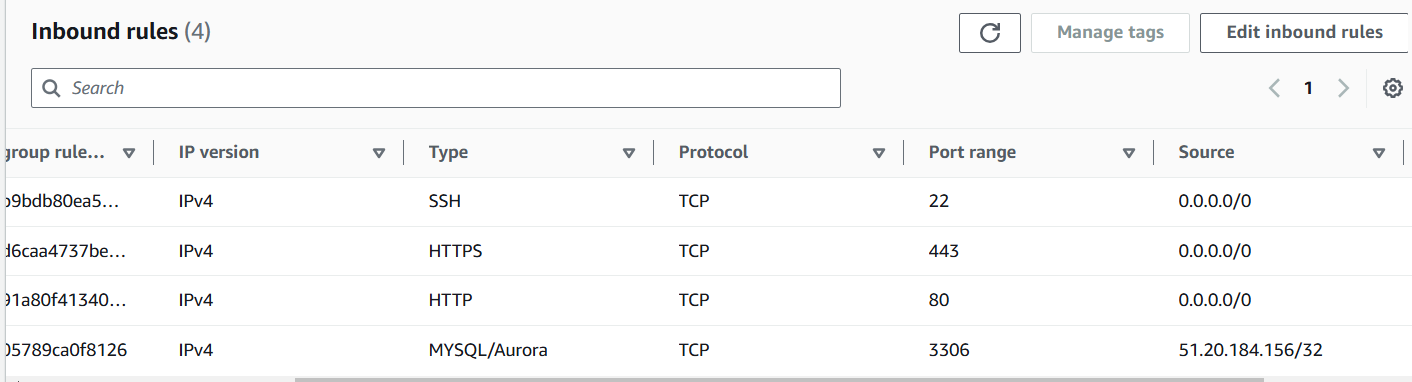 Inbound rules (4) Manage tags Edit inbound rules
Search 1
group rule... IP version Type Protocol Port range Source
b9bdb80ea5... IPv4 SSH TCP 22 0.0.0.0/0
d6caa4737be... IPv4 HTTPS TCP 443 0.0.0.0/0
91a80f41340... IPv4 HTTP TCP 80 0.0.0.0/0
05789ca0f8126 IPv4 MYSQL/Aurora TCP 3306 51.20.184.156/32